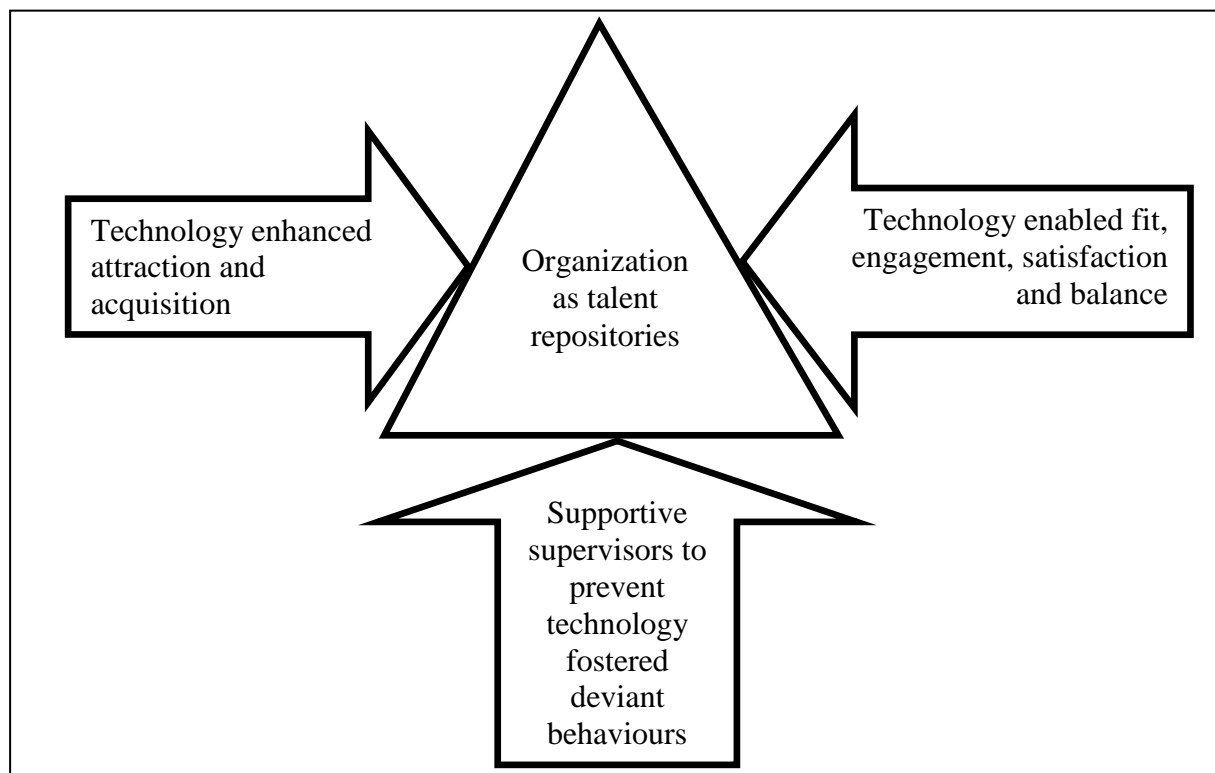 Technology enhanced
attraction and
acquisition
Organization
as talent
repositories
Technology enabled fit,
engagement, satisfaction
and balance
Supportive
supervisors to
prevent
technology
fostered
deviant
behaviours